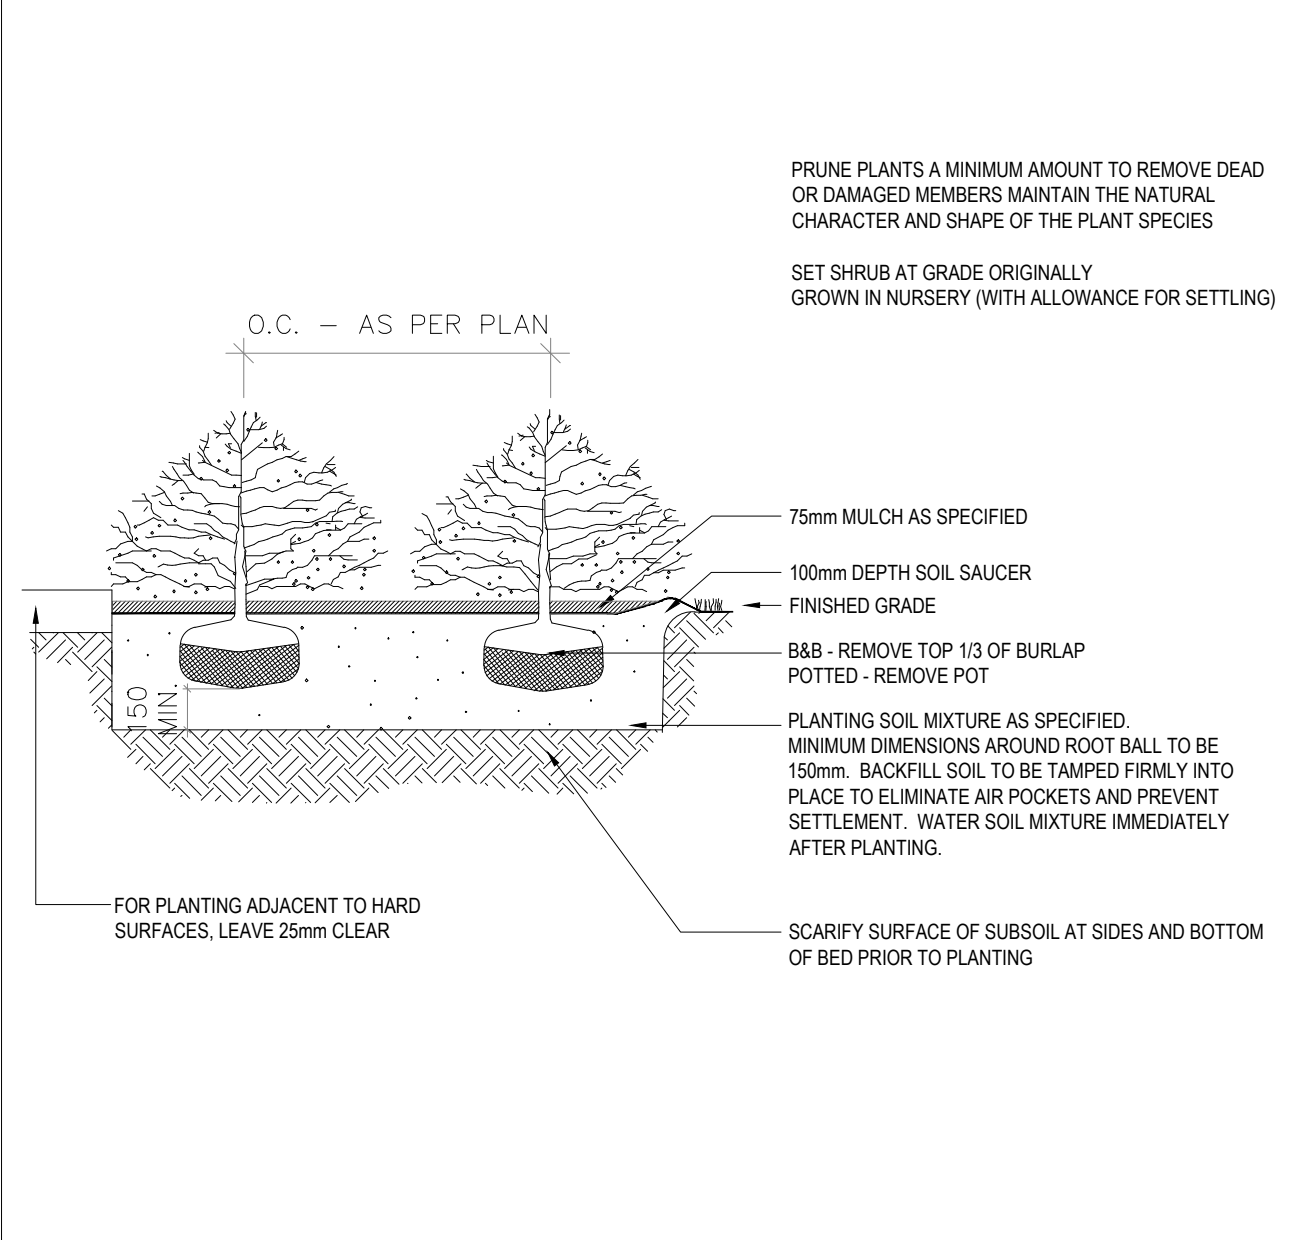 PRUNE PLANTS A MINIMUM AMOUNT TO REMOVE DEAD
OR DAMAGED MEMBERS MAINTAIN THE NATURAL
CHARACTER AND SHAPE OF THE PLANT SPECIES
SET SHRUB AT GRADE ORIGINALLY
GROWN IN NURSERY (WITH ALLOWANCE FOR SETTLING)
O.C. - AS PER PLAN
75mm MULCH AS SPECIFIED
100mm DEPTH SOIL SAUCER
FINISHED GRADE
B&B - REMOVE TOP 1/3 OF BURLAP
POTTED - REMOVE POT
150
MIN
PLANTING SOIL MIXTURE AS SPECIFIED.
MINIMUM DIMENSIONS AROUND ROOT BALL TO BE
150mm.  BACKFILL SOIL TO BE TAMPED FIRMLY INTO
PLACE TO ELIMINATE AIR POCKETS AND PREVENT
SETTLEMENT.  WATER SOIL MIXTURE IMMEDIATELY
AFTER PLANTING.
FOR PLANTING ADJACENT TO HARD
SURFACES, LEAVE 25mm CLEAR
SCARIFY SURFACE OF SUBSOIL AT SIDES AND BOTTOM
OF BED PRIOR TO PLANTING